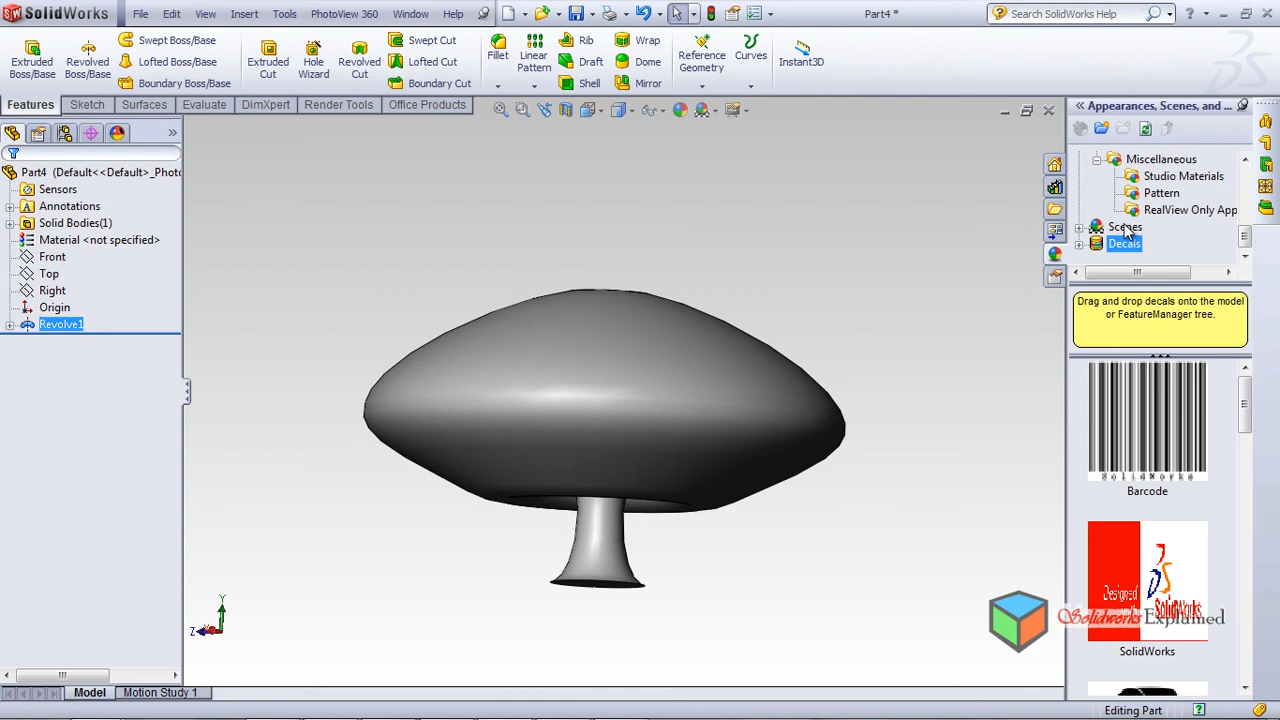 SolidWorks File Edit View Insert Tools PhotoView 360 Window Help Part4 * Search SolidWorks Help
Extruded Boss/Base
Revolved Boss/Base
Swept Boss/Base
Lofted Boss/Base
Boundary Boss/Base
Extruded Cut
Hole Wizard
Revolved Cut
Swept Cut
Lofted Cut
Boundary Cut
Fillet
Linear Pattern
Rib
Draft
Shell
Wrap
Dome
Mirror
Reference Geometry
Curves
Instant3D
Features Sketch Surfaces Evaluate DimXpert Render Tools Office Products
Part4 (Default<<Default>_Photo
Sensors
Annotations
Solid Bodies(1)
Material <not specified>
Front
Top
Right
Origin
Revolve1
Y
Z
Appearances, Scenes, and ...
Miscellaneous
Studio Materials
Pattern
RealView Only App
Scenes
Decals
Drag and drop decals onto the model
or FeatureManager tree.
SolidWorks
Barcode
Designed
SolidWorks
Solidworks Explained
SolidWorks
Model Motion Study 1
Editing Part